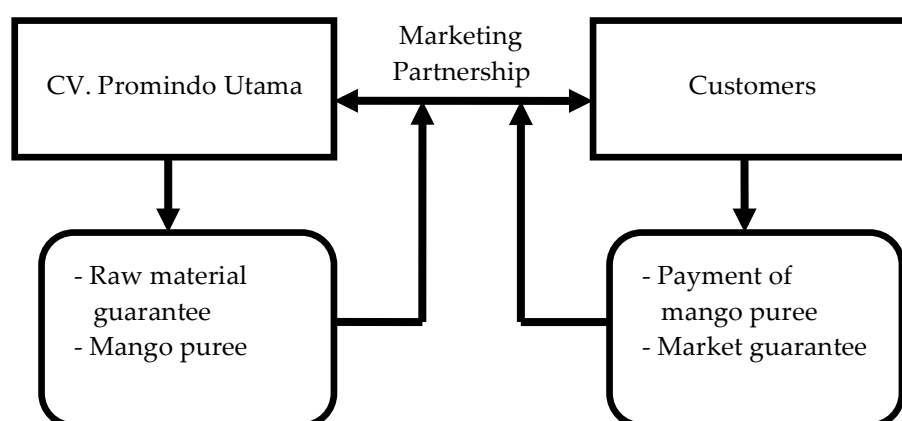 Marketing
Partnership
CV. Promindo Utama
Customers
- Raw material
guarantee
- Mango puree
- Payment of
mango puree
- Market guarantee